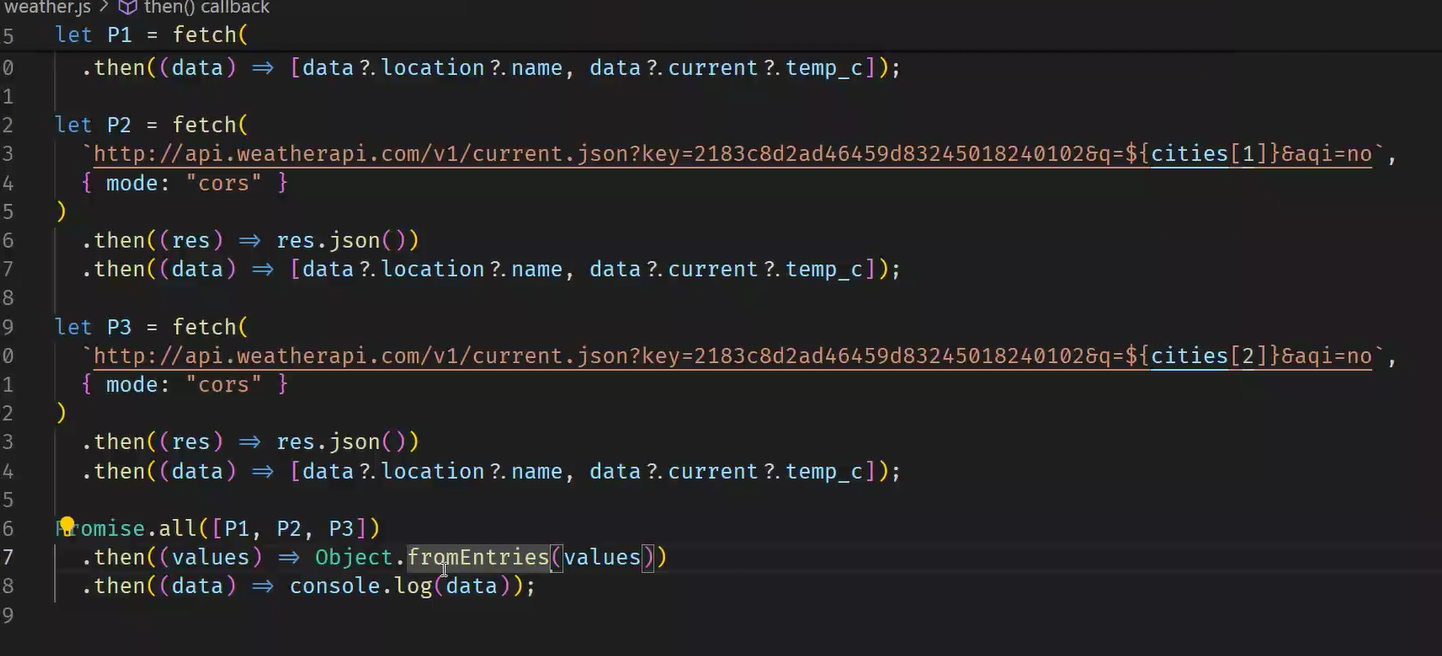 weather.js > then() callback
5 let P1 = fetch(
0 .then((data) => [data?.location?.name, data?.current?.temp_c]);
1
2 let P2 = fetch(
3 `http://api.weatherapi.com/v1/current.json?key=2183c8d2ad46459d83245018240102&q=${cities[1]}&aqi=no`,
4 { mode: "cors" }
5 )
6 .then((res) => res.json())
7 .then((data) => [data?.location?.name, data?.current?.temp_c]);
8
9 let P3 = fetch(
0 `http://api.weatherapi.com/v1/current.json?key=2183c8d2ad46459d83245018240102&q=${cities[2]}&aqi=no`,
1 { mode: "cors" }
2 )
3 .then((res) => res.json())
4 .then((data) => [data?.location?.name, data?.current?.temp_c]);
5
6 Promise.all([P1, P2, P3])
7 .then((values) => Object.fromEntries(values))
8 .then((data) => console.log(data));
9